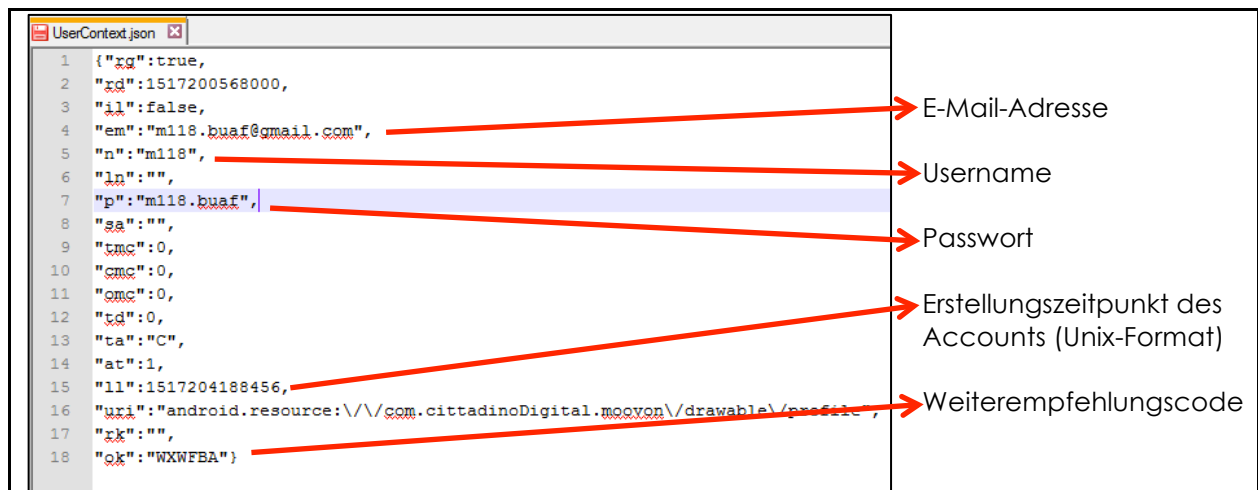 UserContext.json
1 {"rg":true,
2 "rd":1517200568000,
3 "il":false,
4 "em":"m118.buaf@gmail.com",
5 "n":"m118",
6 "ln":"",
7 "p":"m118.buaf",
8 "sa":"",
9 "tmc":0,
10 "cmc":0,
11 "omc":0,
12 "td":0,
13 "ta":"C",
14 "at":1,
15 "ll":1517204188456,
16 "uri":"android.resource:\/\/com.cittadinoDigital.moovon\/drawable\/profile",
17 "rk":"",
18 "ok":"WXWFBA"}
E-Mail-Adresse
Username
Passwort
Erstellungszeitpunkt des
Accounts (Unix-Format)
Weiterempfehlungscode